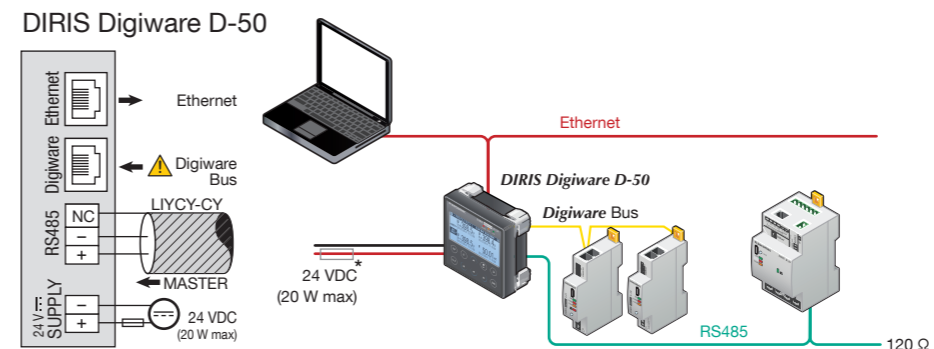 DIRIS Digiware D-50
Ethernet
Ethernet
Digiware
Digiware
Bus
RS485
NC
–
+
LIYCY-CY
MASTER
24 V
SUPPLY
–
+
24 VDC
(20 W max)
Ethernet
DIRIS Digiware D-50
Digiware Bus
24 VDC*
(20 W max)
RS485
120 Ω